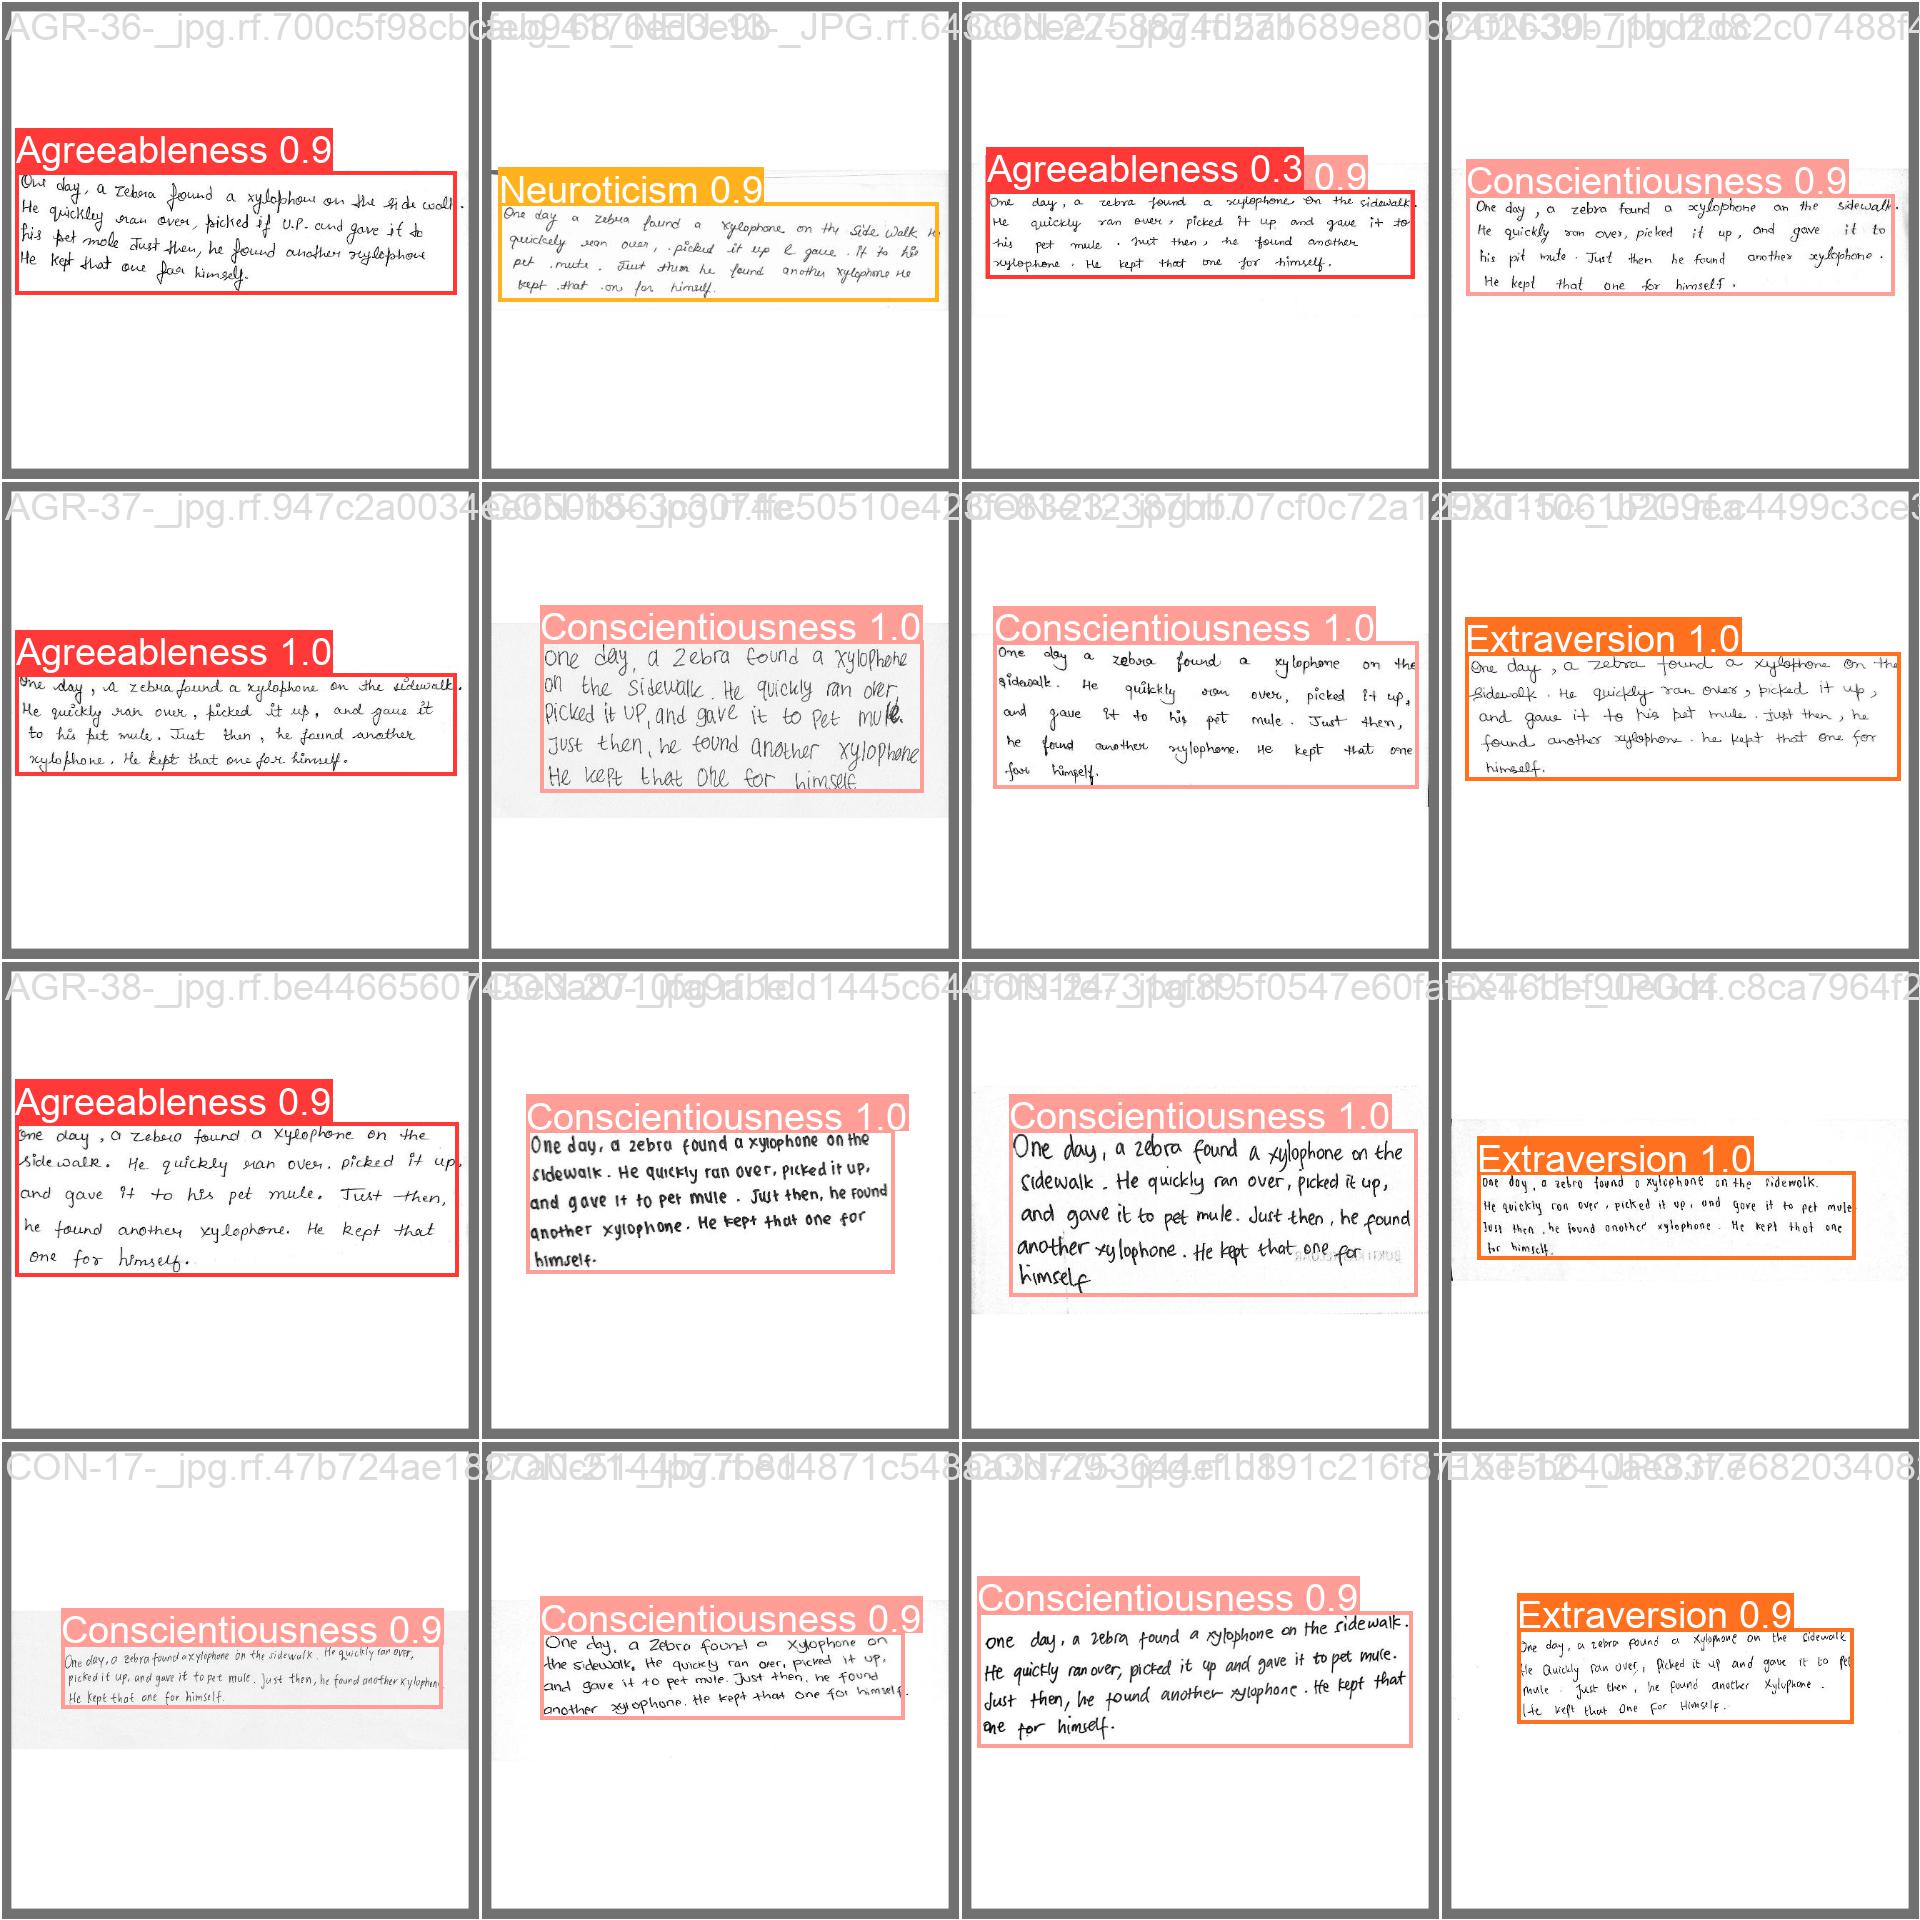 AGR-36-_jpg.rf.700c5f98cbc
Agreeableness 0.9
One day, a zebra found a xylophone on the side walk.
He quickley ran over, picked if U.P. and gave it to
his pet mole Just then, he found another xylophone
He kept that one for himself.
Neuroticism 0.9
One day a zebra found a xylophone on the Side Walk H
quickely ran over, .picked it up & gave . It to his
pet .mute . Just then he found another xylophone He
kept .that .on for himself.
Agreeableness 0.3 0.9
One day, a zebra found a xylophone on the sidewalk.
He quickly ran over, picked it up and gave it to
his pet mule . Just then, he found another
xylophone . He kept that one for himself.
Conscientiousness 0.9
One day , a zebra found a xylophone on the sidewalk.
He quickly ran over, picked it up , and gave it to
his pit mule . Just then he found another xylophone .
He kept that one for himself .
AGR-37-_jpg.rf.947c2a0034
Agreeableness 1.0
One day , a zebra found a xylophone on the sidewalk.
He quickly ran over, picked it up, and gave it
to his pet mule. Just then , he found another
xylophone. He kept that one for himself.
Conscientiousness 1.0
One day, a zebra found a xylophone
on the sidewalk. He quickly ran over,
picked it up, and gave it to pet mule.
Just then, he found another xylophone
He kept that one for himself
Conscientiousness 1.0
One day a zebra found a xylophone on the
sidewalk. He quikkly ran over, picked it up,
and gave it to his pet mule. Just then,
he found another xylophone. He kept that one
for himself.
Extraversion 1.0
One day , a zebra found a xylophone on the
Sidewalk . He quickly ran over, picked it up ,
and gave it to his pet mule. just then , he
found another xylophone. he kept that one for
himself.
AGR-38-_jpg.rf.be44665607
Agreeableness 0.9
One day , a zebra found a xylophone on the
Sidewalk. He quickly ran over. picked it up.
and gave it to his pet mule. Just then,
he found another xylophone. He kept that
one for himself.
Conscientiousness 1.0
One day, a zebra found a xylophone on the
sidewalk. He quickly ran over, picked it up,
and gave it to pet mule . Just then, he found
another xylophone. He kept that one for
himself.
Conscientiousness 1.0
One day, a zebra found a xylophone on the
sidewalk . He quickly ran over, picked it up,
and gave it to pet mule. Just then, he found
another xylophone. He kept that one for
himself
Extraversion 1.0
One day, a zebra found a xylophone on the sidewalk.
He quickly ran over, picked it up, and gave it to pet mule
Just then, he found another xylophone . He kept that one
for himself.
CON-17-_jpg.rf.47b724ae18
Conscientiousness 0.9
One day, a zebra found a xylophone on the sidewalk. He quickly ran over,
picked it up, and gave it to pet mule. Just then, he found another xylophon
He kept that one for himself.
Conscientiousness 0.9
One day, a Zebra found a xylophone on
the sidewalk. He quickly ran over, picked it up,
and gave it to pet mule. Just then, he found
another xylophone. He kept that one for himself.
Conscientiousness 0.9
one day, a zebra found a xylophone on the sidewalk.
He quickly ran over, picked it up and gave it to pet mule.
Just then, he found another xylophone . He kept that
one for himself.
Extraversion 0.9
One day, a zebra found a Xylophone on the sidewalk
He Quickly ran over, picked it up and gave it to pet
mule . Just then, he found another Xylophone .
He kept that One For Himself.